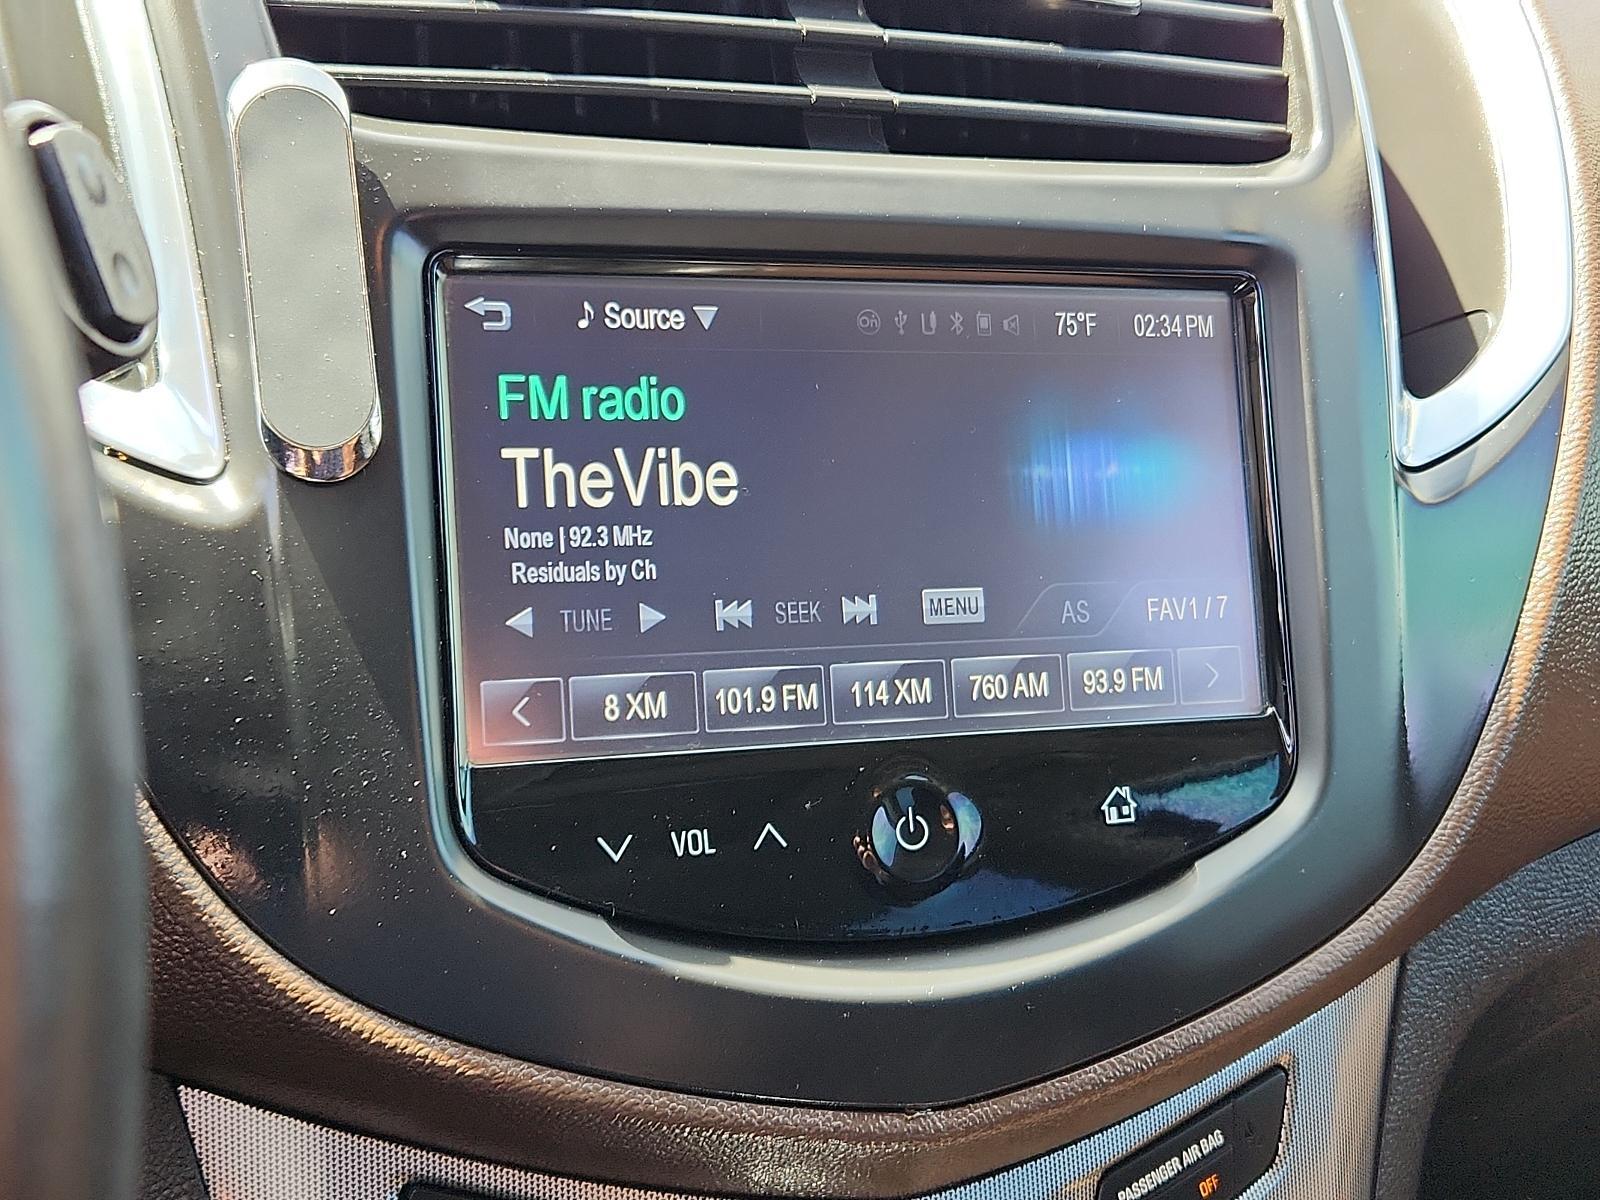 Source
75°F
02:34 PM
FM radio
TheVibe
None | 92.3 MHz
Residuals by Ch
TUNE
SEEK
MENU
AS
FAV1 / 7
8 XM
101.9 FM
114 XM
760 AM
93.9 FM
VOL
PASSENGER AIR BAG
OFF